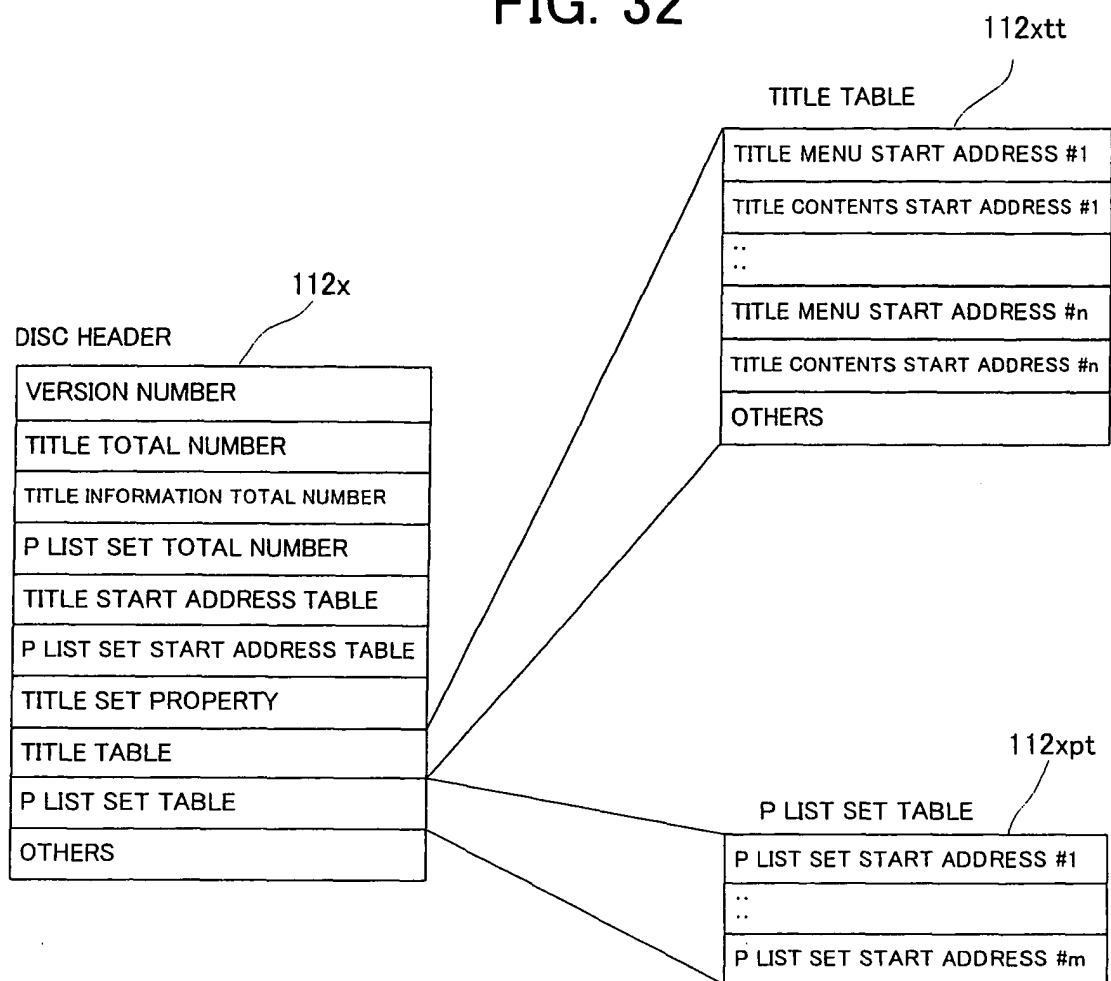 FIG. 32
112xtt
TITLE TABLE
TITLE MENU START ADDRESS #1
TITLE CONTENTS START ADDRESS #1
: :
TITLE MENU START ADDRESS #n
TITLE CONTENTS START ADDRESS #n
OTHERS
112x
DISC HEADER
VERSION NUMBER
TITLE TOTAL NUMBER
TITLE INFORMATION TOTAL NUMBER
P LIST SET TOTAL NUMBER
TITLE START ADDRESS TABLE
P LIST SET START ADDRESS TABLE
TITLE SET PROPERTY
TITLE TABLE
P LIST SET TABLE
OTHERS
112xpt
P LIST SET TABLE
P LIST SET START ADDRESS #1
: :
P LIST SET START ADDRESS #m